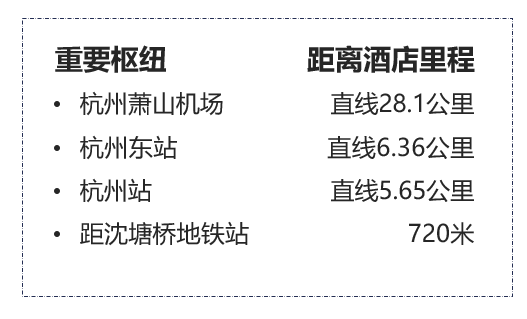 重要枢纽 距离酒店里程
• 杭州萧山机场 直线28.1公里
• 杭州东站 直线6.36公里
• 杭州站 直线5.65公里
• 距沈塘桥地铁站 720米